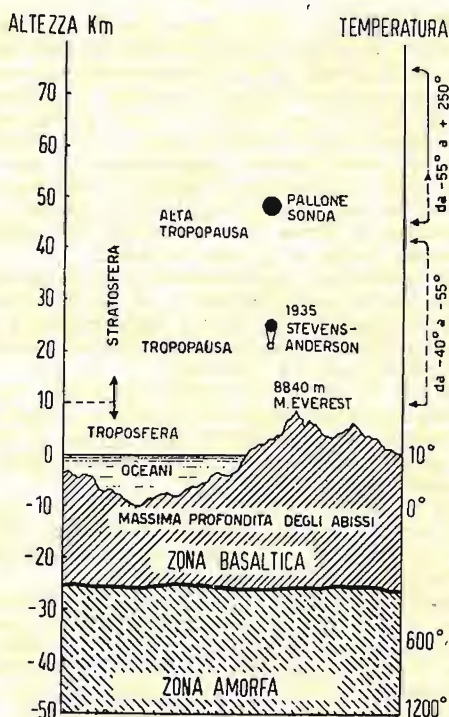 ALTEZZA Km
TEMPERATURA
70
60
50
40
30
20
10
0
-10
-20
-25
-30
-40
-50
da -55° a + 250°
da -40° a -55°
10°
0°
600°
1200°
PALLONE
SONDA
ALTA
TROPOPAUSA
STRATOSFERA
1935
STEVENS-
ANDERSON
TROPOPAUSA
8840 m
M. EVEREST
TROPOSFERA
OCEANI
MASSIMA PROFONDITA DEGLI ABISSI
ZONA BASALTICA
ZONA AMORFA